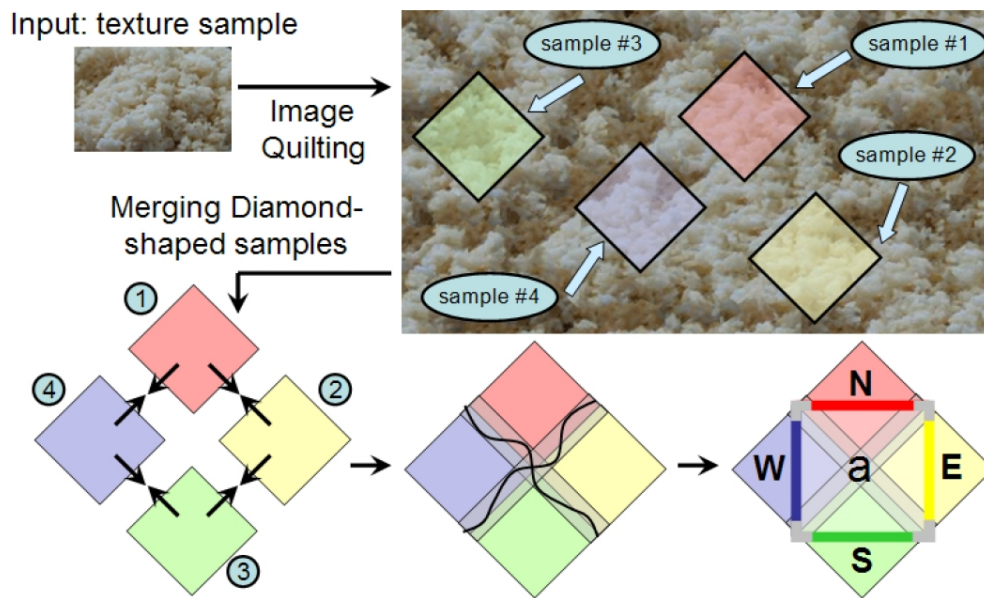 Input: texture sample
Image
Quilting
sample #3
sample #1
sample #2
sample #4
Merging Diamond-
shaped samples
1
4
2
3
N
W
a
E
S